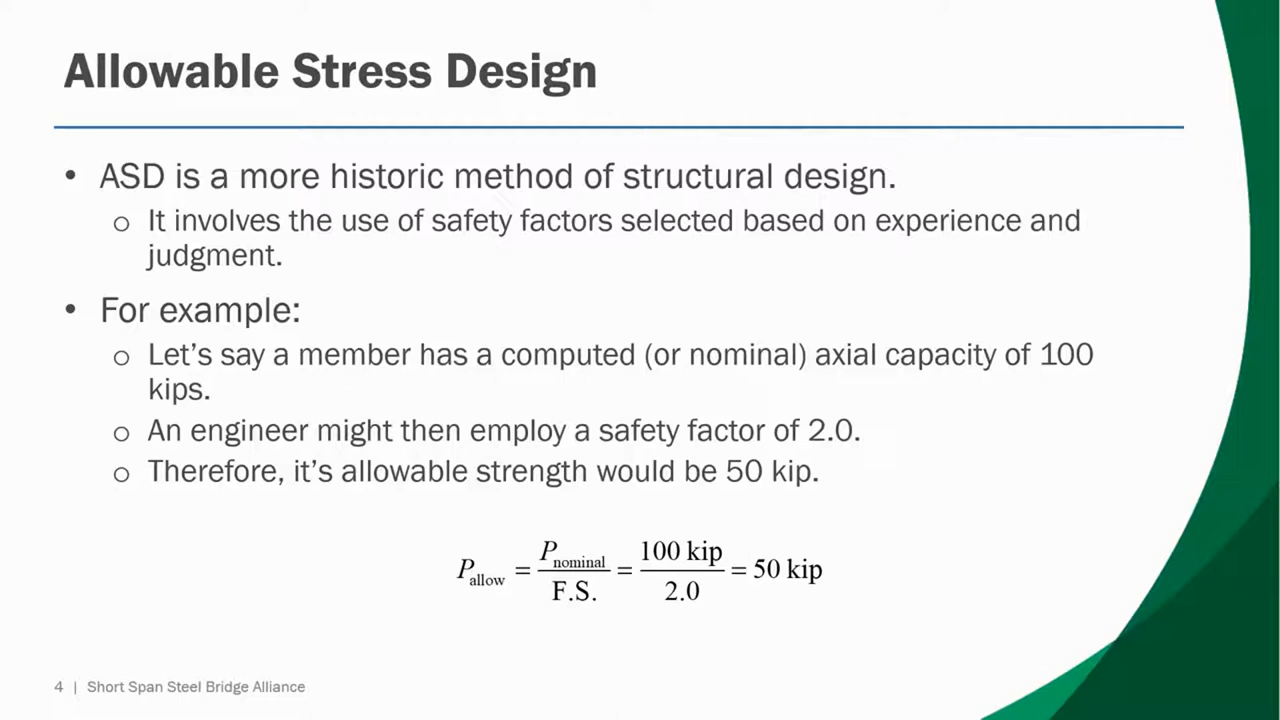 Allowable Stress Design
• ASD is a more historic method of structural design.
o It involves the use of safety factors selected based on experience and
judgment.
• For example:
o Let's say a member has a computed (or nominal) axial capacity of 100
kips.
o An engineer might then employ a safety factor of 2.0.
o Therefore, it's allowable strength would be 50 kip.
P_allow = P_nominal / F.S. = 100 kip / 2.0 = 50 kip
4 | Short Span Steel Bridge Alliance